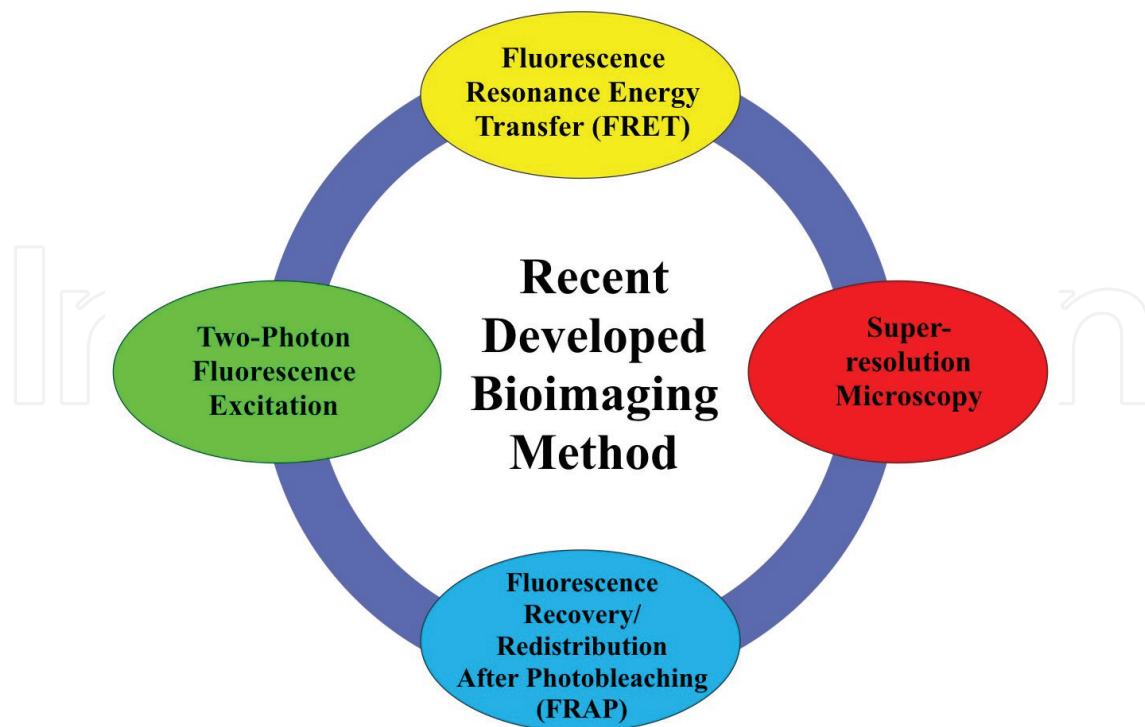 Fluorescence
Resonance Energy
Transfer (FRET)
Recent
Developed
Bioimaging
Method
Two-Photon
Fluorescence
Excitation
Super-
resolution
Microscopy
Fluorescence
Recovery/
Redistribution
After Photobleaching
(FRAP)